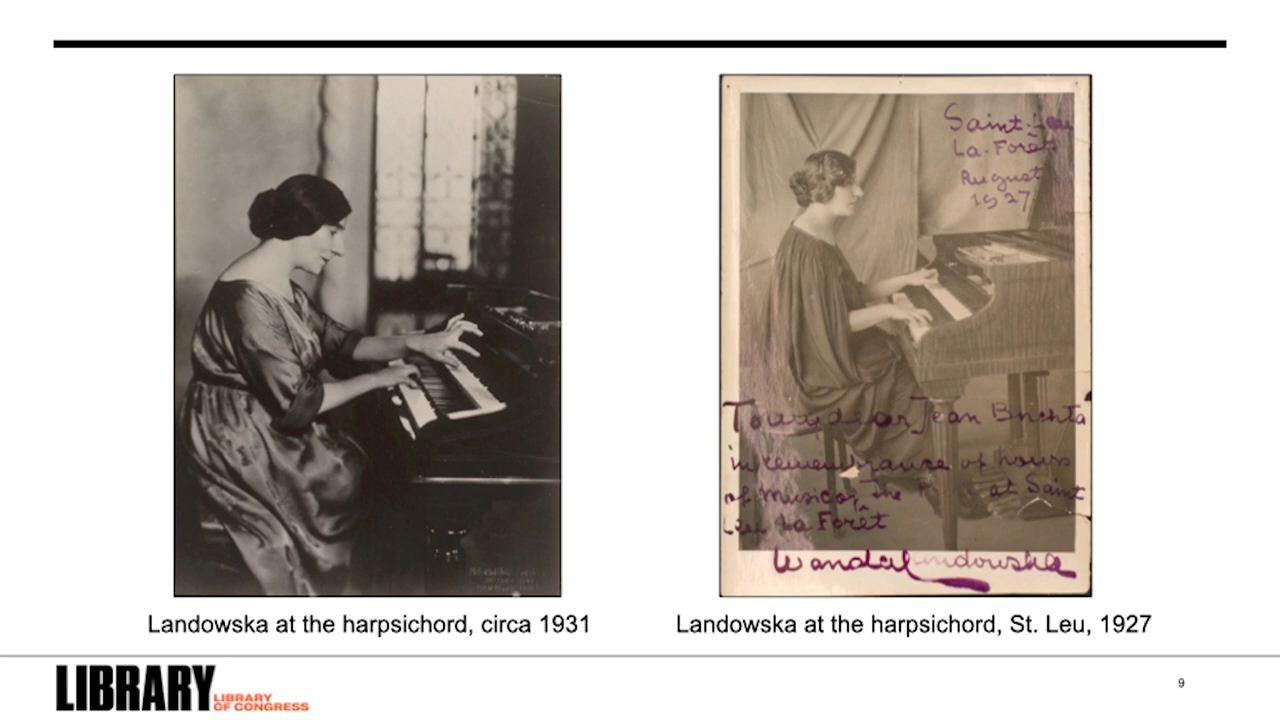 Saint-Leu
La-Forêt
August
1927
To my dear Jean Brichta
in remembrance of hours
of music at Saint
Leu La Forêt
Wanda Landowska
Landowska at the harpsichord, circa 1931
Landowska at the harpsichord, St. Leu, 1927
LIBRARY
LIBRARY
OF CONGRESS
9